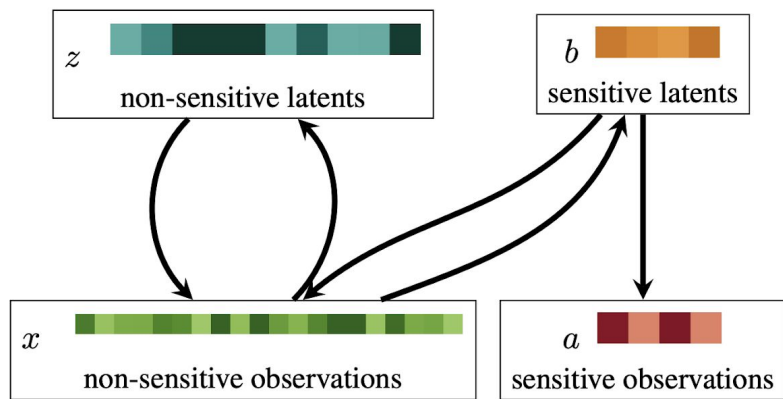 z
non-sensitive latents
b
sensitive latents
x
non-sensitive observations
a
sensitive observations